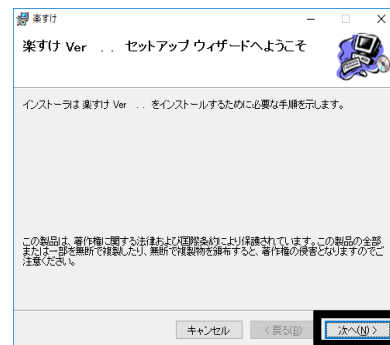 楽すけ
楽すけ Ver　. .　セットアップ ウィザードへようこそ
インストーラは 楽すけ Ver　. . をインストールするために必要な手順を示します。
この製品は、著作権に関する法律および国際条約により保護されています。この製品の全部
または一部を無断で複製したり、無断で複製物を頒布すると、著作権の侵害となりますのでご
注意ください。
キャンセル
< 戻る(B)
次へ(N) >